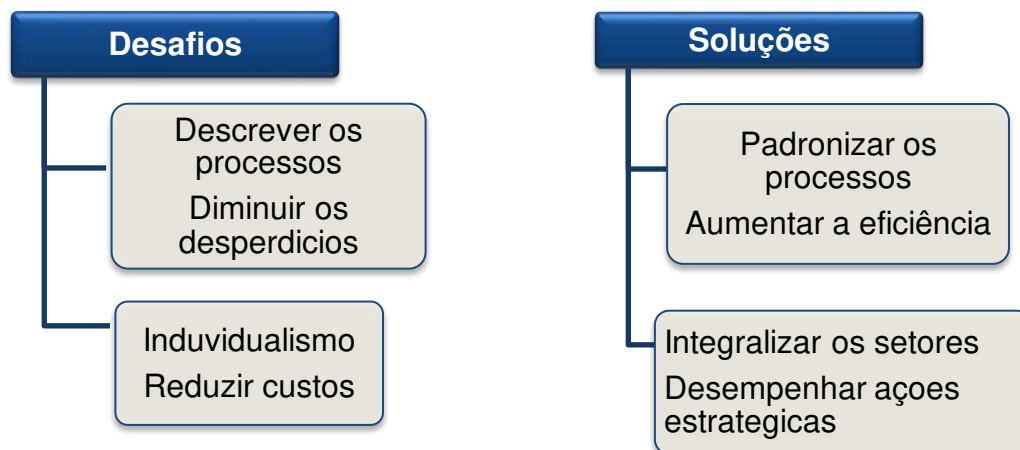 Desafios
Descrever os
processos
Diminuir os
desperdicios
Induvidualismo
Reduzir custos
Soluções
Padronizar os
processos
Aumentar a eficiência
Integralizar os setores
Desempenhar açoes
estrategicas